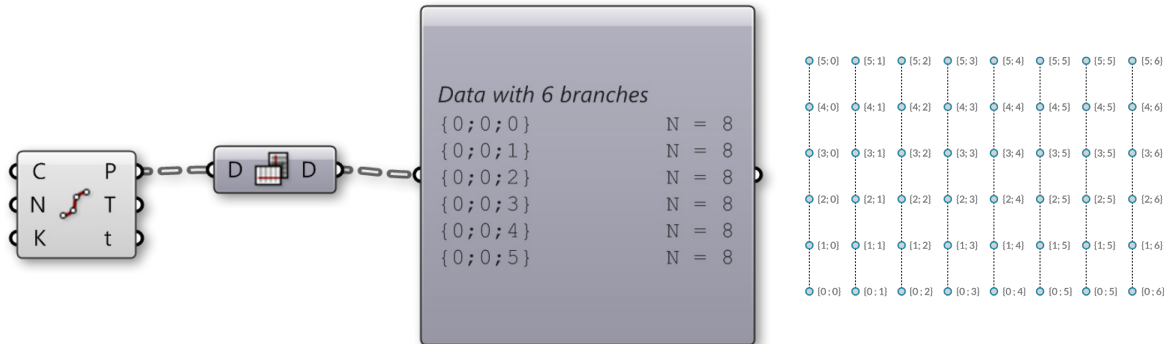 C P
N T
K t
D D
Data with 6 branches
{0;0;0} N = 8
{0;0;1} N = 8
{0;0;2} N = 8
{0;0;3} N = 8
{0;0;4} N = 8
{0;0;5} N = 8
{5;0} {5;1} {5;2} {5;3} {5;4} {5;5} {5;5} {5;6}
{4;0} {4;1} {4;2} {4;3} {4;4} {4;5} {4;5} {4;6}
{3;0} {3;1} {3;2} {3;3} {3;4} {3;5} {3;5} {3;6}
{2;0} {2;1} {2;2} {2;3} {2;4} {2;5} {2;5} {2;6}
{1;0} {1;1} {1;2} {1;3} {1;4} {1;5} {1;5} {1;6}
{0;0} {0;1} {0;2} {0;3} {0;4} {0;5} {0;5} {0;6}